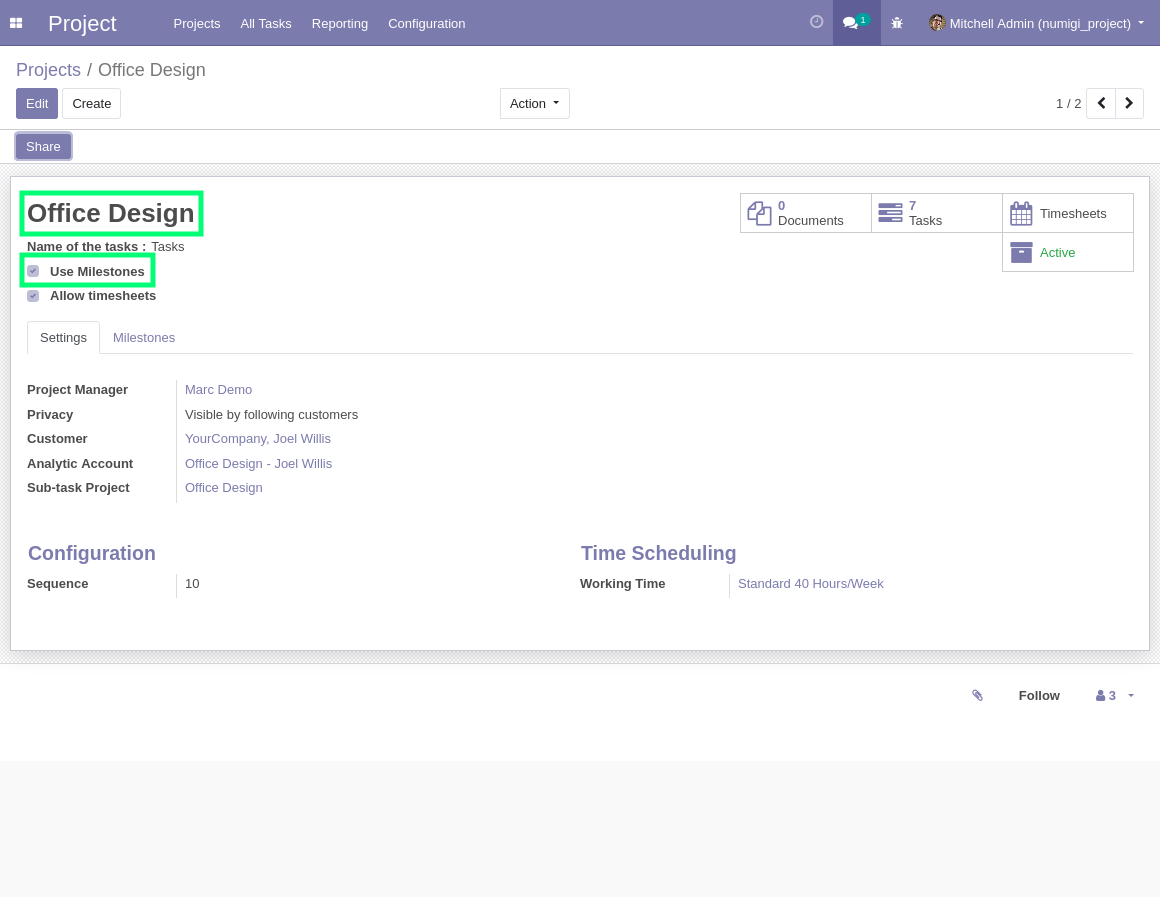 Project Projects All Tasks Reporting Configuration 1 Mitchell Admin (numigi_project)
Projects / Office Design
Edit Create Action 1 / 2
Share
Office Design
0 Documents
7 Tasks
Timesheets
Active
Name of the tasks : Tasks
Use Milestones
Allow timesheets
Settings Milestones
Project Manager Marc Demo
Privacy Visible by following customers
Customer YourCompany, Joel Willis
Analytic Account Office Design - Joel Willis
Sub-task Project Office Design
Configuration
Sequence 10
Time Scheduling
Working Time Standard 40 Hours/Week
Follow 3